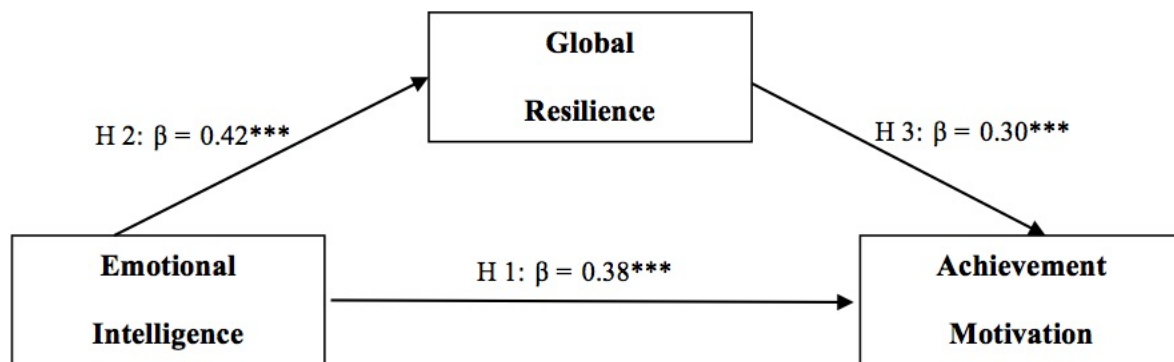 Global
Resilience
H 2: β = 0.42***
H 3: β = 0.30***
Emotional
Intelligence
H 1: β = 0.38***
Achievement
Motivation